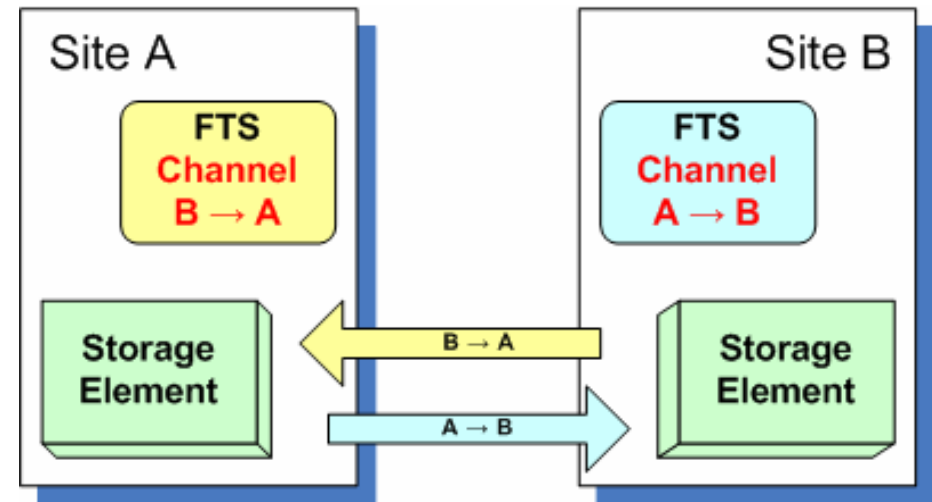 Site A
Site B
FTS
Channel
B → A
FTS
Channel
A → B
Storage
Element
B → A
A → B
Storage
Element